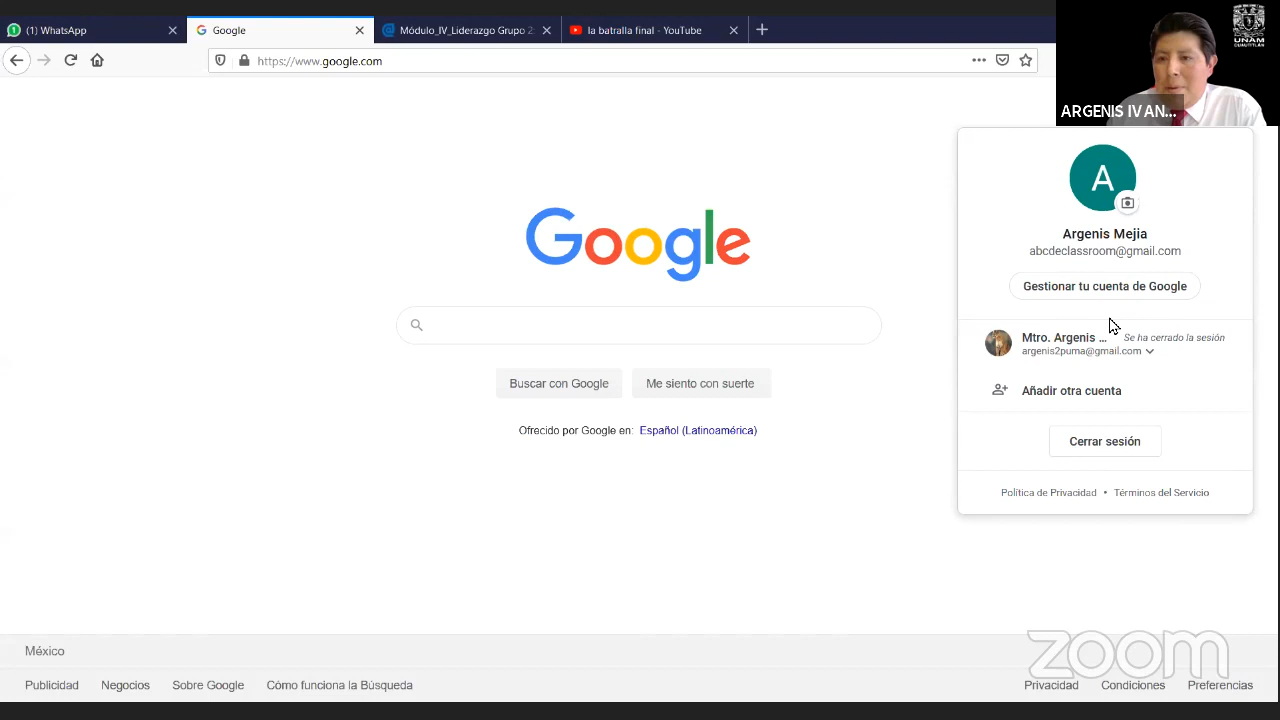 (1) WhatsApp
Google
Módulo_IV_Liderazgo Grupo 2
la batralla final - YouTube
https://www.google.com
UNAM
CUAUTITLÁN
ARGENIS IVAN...
A
Argenis Mejia
abcdeclassroom@gmail.com
Gestionar tu cuenta de Google
Mtro. Argenis ...
Se ha cerrado la sesión
argenis2puma@gmail.com
Añadir otra cuenta
Cerrar sesión
Política de Privacidad • Términos del Servicio
Google
Buscar con Google
Me siento con suerte
Ofrecido por Google en: Español (Latinoamérica)
México
zoom
Publicidad
Negocios
Sobre Google
Cómo funciona la Búsqueda
Privacidad
Condiciones
Preferencias